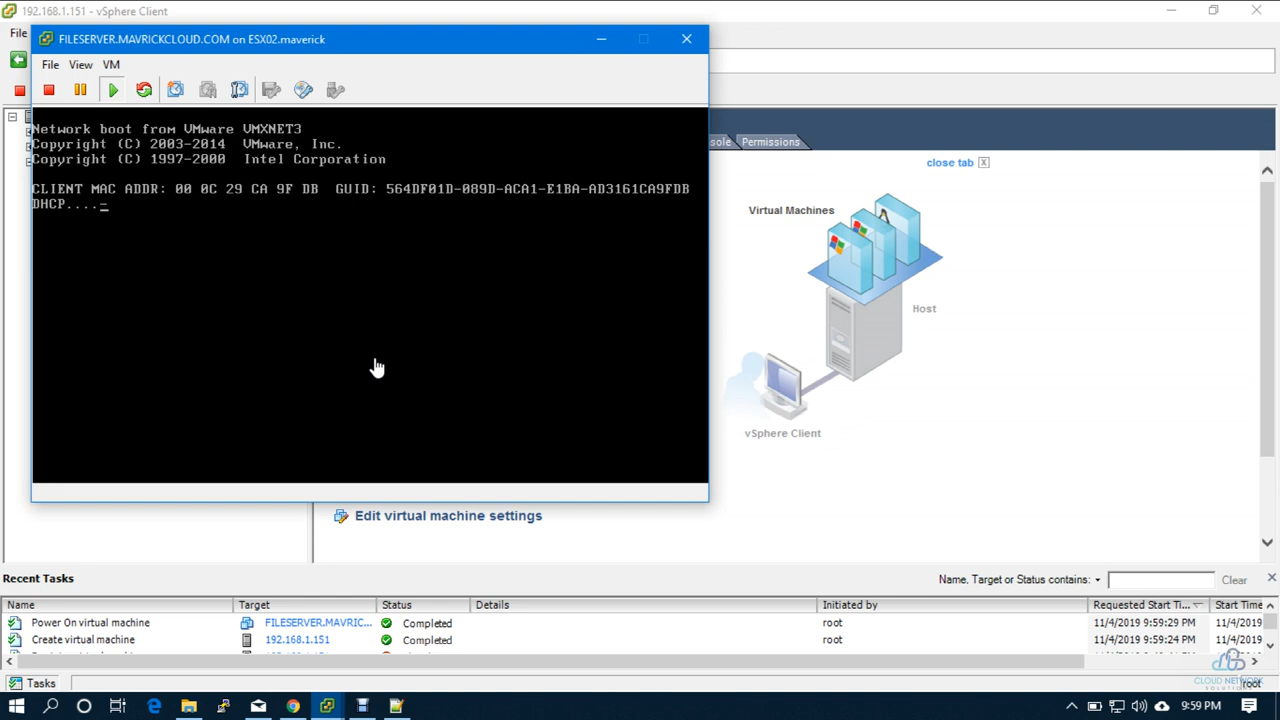 192.168.1.151 - vSphere Client
File
FILESERVER.MAVRICKCLOUD.COM on ESX02.maverick
File View VM
Network boot from VMware VMXNET3
Copyright (C) 2003-2014 VMware, Inc.
Copyright (C) 1997-2000 Intel Corporation
CLIENT MAC ADDR: 00 0C 29 CA 9F DB GUID: 564DF01D-089D-ACA1-E1BA-AD3161CA9FDB
DHCP....-
sole Permissions
close tab
Virtual Machines
Host
vSphere Client
Edit virtual machine settings
Recent Tasks
Name, Target or Status contains:
Clear
Name Target Status Details Initiated by Requested Start Ti... Start Time
Power On virtual machine FILESERVER.MAVRIC... Completed root 11/4/2019 9:59:29 PM 11/4/201
Create virtual machine 192.168.1.151 Completed root 11/4/2019 9:59:24 PM 11/4/201
Tasks
root
CLOUD NETWORK
9:59 PM